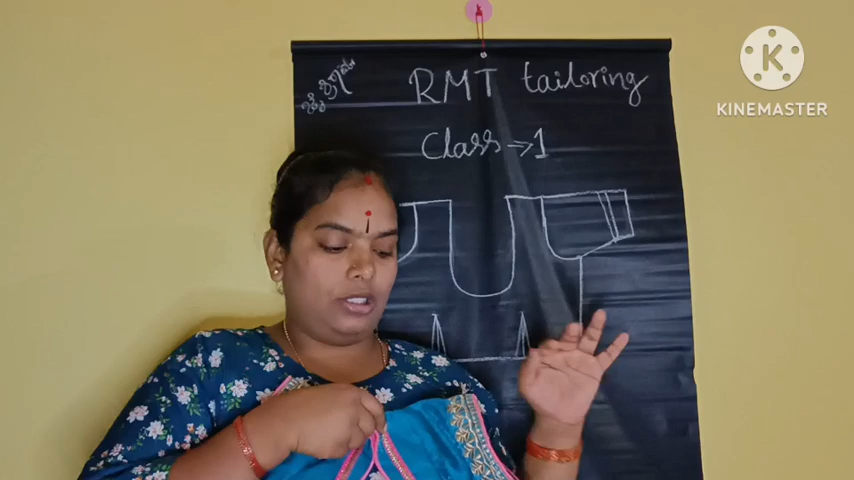 RMT tailoring
Class ⇒ 1
K
KINEMASTER